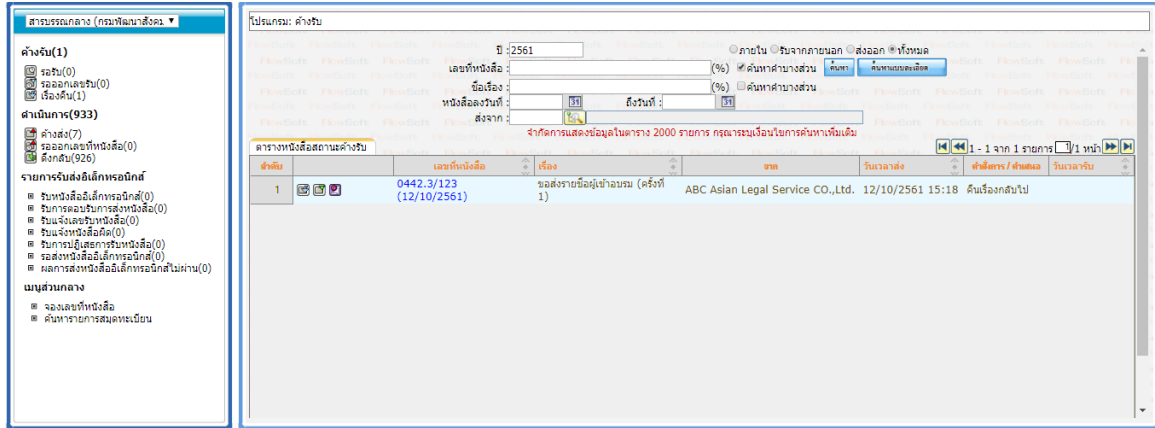 สารบรรณกลาง (กรมพัฒนาสังคม
ค้างรับ(1)
รอรับ(0)
รอออกเลขรับ(0)
เรื่องคืน(1)
ดำเนินการ(933)
ค้างส่ง(7)
รอออกเลขที่หนังสือ(0)
ดึงกลับ(926)
รายการรับส่งอิเล็กทรอนิกส์
รับหนังสืออิเล็กทรอนิกส์(0)
รับการตอบรับการส่งหนังสือ(0)
รับแจ้งเลขรับหนังสือ(0)
รับแจ้งหนังสือผิด(0)
รับการปฏิเสธการรับหนังสือ(0)
รอส่งหนังสืออิเล็กทรอนิกส์(0)
ผลการส่งหนังสืออิเล็กทรอนิกส์ไม่ผ่าน(0)
เมนูส่วนกลาง
จองเลขที่หนังสือ
ค้นหารายการสมุดทะเบียน
โปรแกรม: ค้างรับ
ปี : 2561 ภายใน รับจากภายนอก ส่งออก ทั้งหมด
เลขที่หนังสือ : (%) ค้นหาคำบางส่วน ค้นหา ค้นหาแบบละเอียด
ชื่อเรื่อง : (%) ค้นหาคำบางส่วน
หนังสือลงวันที่ : 31 ถึงวันที่ : 31
ส่งจาก :
จำกัดการแสดงข้อมูลในตาราง 2000 รายการ กรุณาระบุเงื่อนไขการค้นหาเพิ่มเติม
ตารางหนังสือสถานะค้างรับ 1 - 1 จาก 1 รายการ 1/1 หน้า
ลำดับ เลขที่หนังสือ เรื่อง จาก วันเวลาส่ง คำสั่งการ / คำเสนอ วันเวลารับ
1 0442.3/123 ขอส่งรายชื่อผู้เข้าอบรม (ครั้งที่ ABC Asian Legal Service CO.,Ltd. 12/10/2561 15:18 คืนเรื่องกลับไป
(12/10/2561) 1)